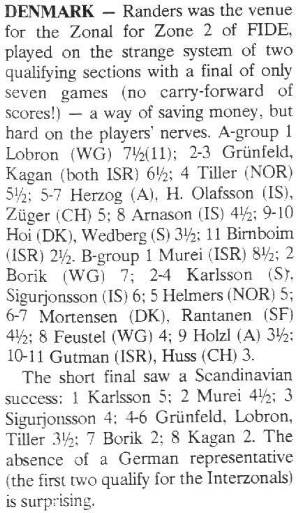 DENMARK — Randers was the venue
for the Zonal for Zone 2 of FIDE,
played on the strange system of two
qualifying sections with a final of only
seven games (no carry-forward of
scores!) — a way of saving money, but
hard on the players' nerves. A-group 1
Lobron (WG) 7½(11); 2-3 Grünfeld,
Kagan (both ISR) 6½; 4 Tiller (NOR)
5½; 5-7 Herzog (A), H. Olafsson (IS),
Züger (CH) 5; 8 Arnason (IS) 4½; 9-10
Hoi (DK), Wedberg (S) 3½; 11 Birnboim
(ISR) 2½. B-group 1 Murei (ISR) 8½; 2
Borik (WG) 7; 2-4 Karlsson (S),
Sigurjonsson (IS) 6; 5 Helmers (NOR) 5;
6-7 Mortensen (DK), Rantanen (SF)
4½; 8 Feustel (WG) 4; 9 Holzl (A) 3½;
10-11 Gutman (ISR), Huss (CH) 3.
The short final saw a Scandinavian
success: 1 Karlsson 5; 2 Murei 4½; 3
Sigurjonsson 4; 4-6 Grünfeld, Lobron,
Tiller 3½; 7 Borik 2; 8 Kagan 2. The
absence of a German representative
(the first two qualify for the Interzonals)
is surprising.